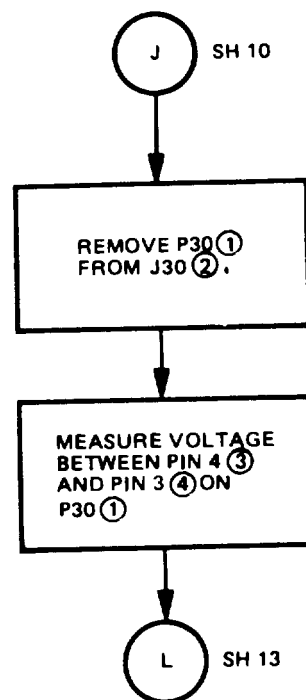 J SH 10
REMOVE P30 ①
FROM J30 ②.
MEASURE VOLTAGE
BETWEEN PIN 4 ③
AND PIN 3 ④ ON
P30 ①
L SH 13